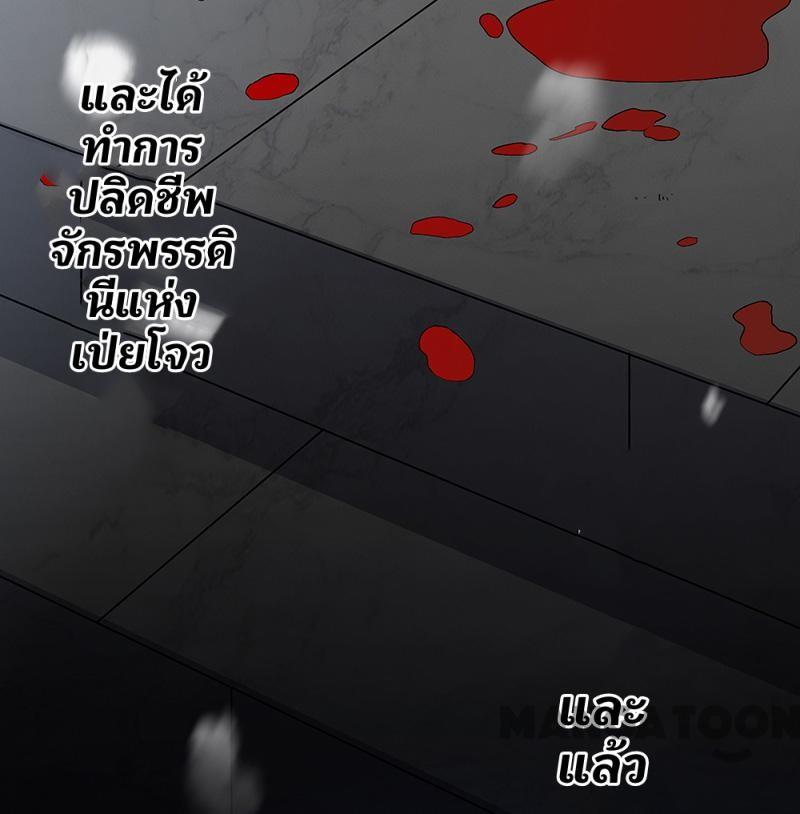 และได้
ทำการ
ปลิดชีพ
จักรพรรดิ
นีแห่ง
เป่ยโจว
และ
แล้ว
MANGATOON